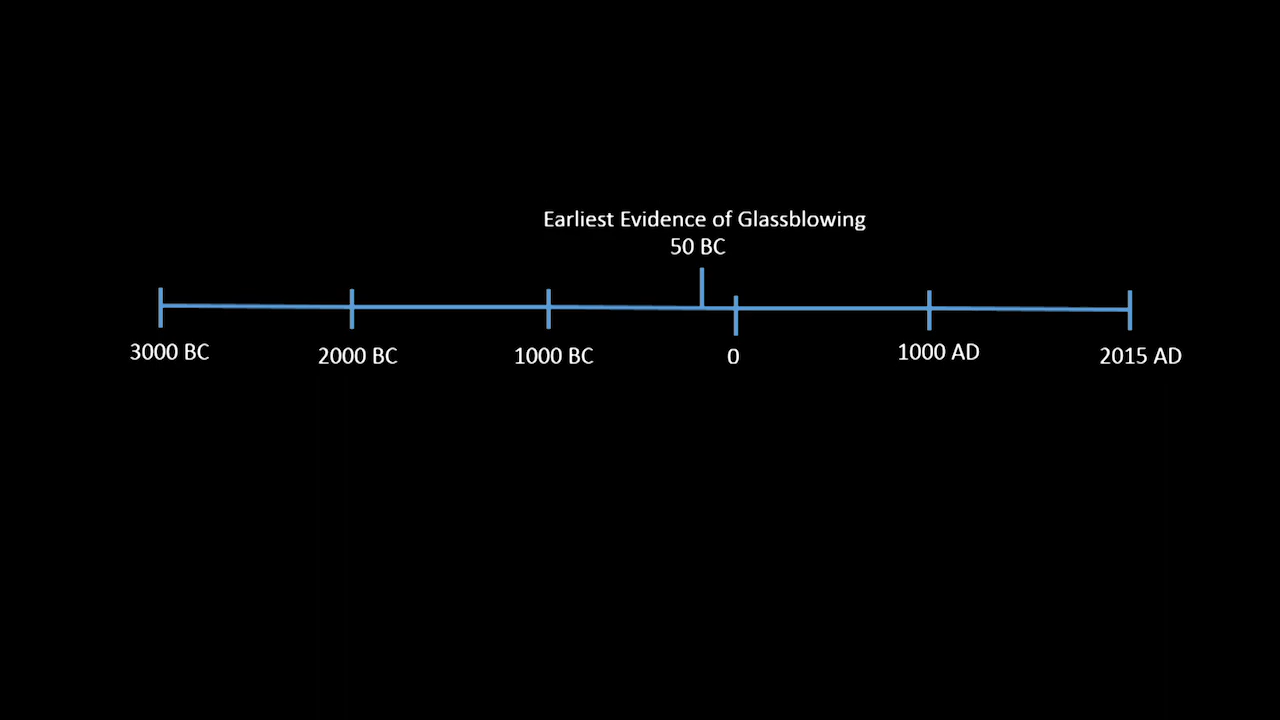 Earliest Evidence of Glassblowing
50 BC
3000 BC
2000 BC
1000 BC
0
1000 AD
2015 AD